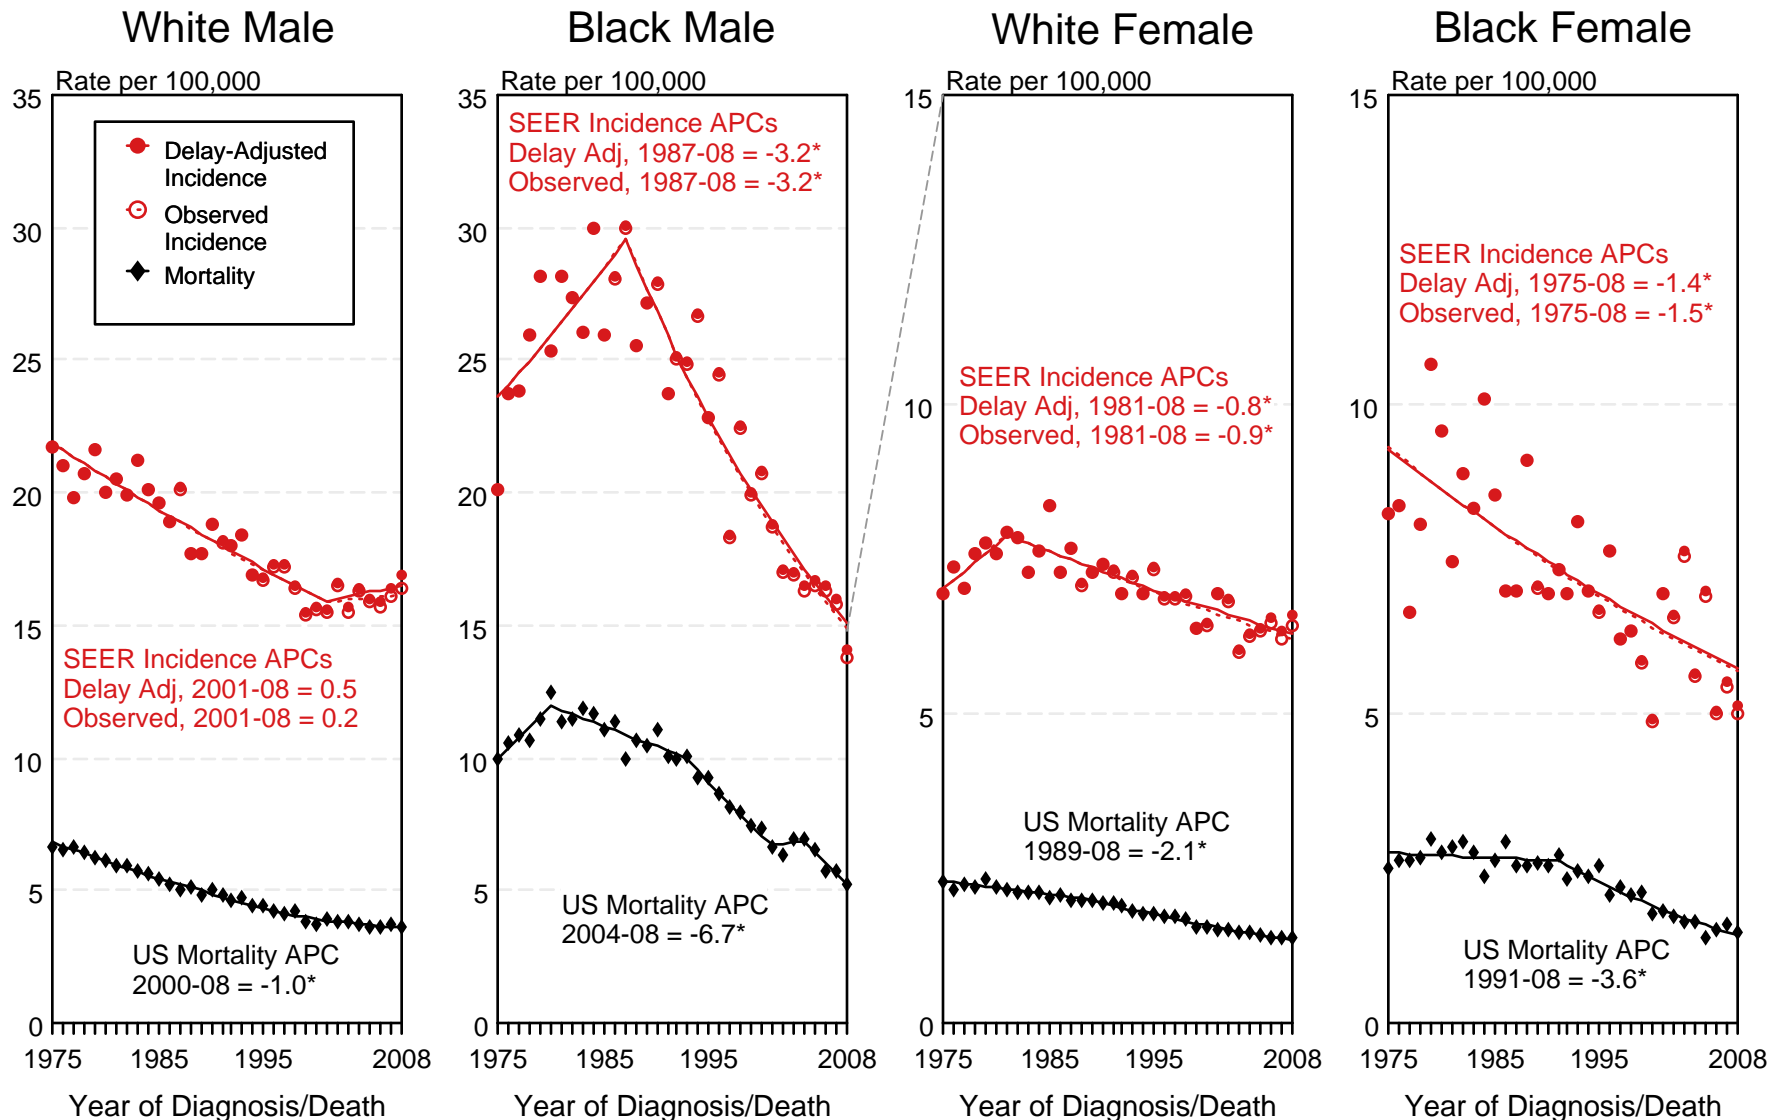 White Male
Rate per 100,000
35
30
25
20
15
10
5
0
Delay-Adjusted
Incidence
Observed
Incidence
Mortality
SEER Incidence APCs
Delay Adj, 2001-08 = 0.5
Observed, 2001-08 = 0.2
US Mortality APC
2000-08 = -1.0*
1975
1985
1995
2008
Year of Diagnosis/Death
Black Male
Rate per 100,000
35
30
25
20
15
10
5
0
SEER Incidence APCs
Delay Adj, 1987-08 = -3.2*
Observed, 1987-08 = -3.2*
US Mortality APC
2004-08 = -6.7*
1975
1985
1995
2008
Year of Diagnosis/Death
White Female
Rate per 100,000
15
10
5
0
SEER Incidence APCs
Delay Adj, 1981-08 = -0.8*
Observed, 1981-08 = -0.9*
US Mortality APC
1989-08 = -2.1*
1975
1985
1995
2008
Year of Diagnosis/Death
Black Female
Rate per 100,000
15
10
5
0
SEER Incidence APCs
Delay Adj, 1975-08 = -1.4*
Observed, 1975-08 = -1.5*
US Mortality APC
1991-08 = -3.6*
1975
1985
1995
2008
Year of Diagnosis/Death